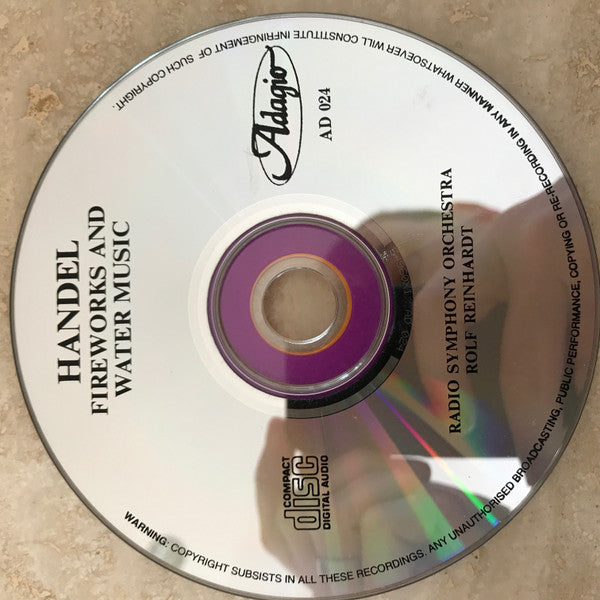 HANDEL
FIREWORKS AND
WATER MUSIC
Adagio
AD 024
COMPACT
disc
DIGITAL AUDIO
RADIO SYMPHONY ORCHESTRA
ROLF REINHARDT
WARNING: COPYRIGHT SUBSISTS IN ALL THESE RECORDINGS. ANY UNAUTHORISED BROADCASTING, PUBLIC PERFORMANCE, COPYING OR RE-RECORDING IN ANY MANNER WHATSOEVER WILL CONSTITUTE INFRINGEMENT OF SUCH COPYRIGHT.